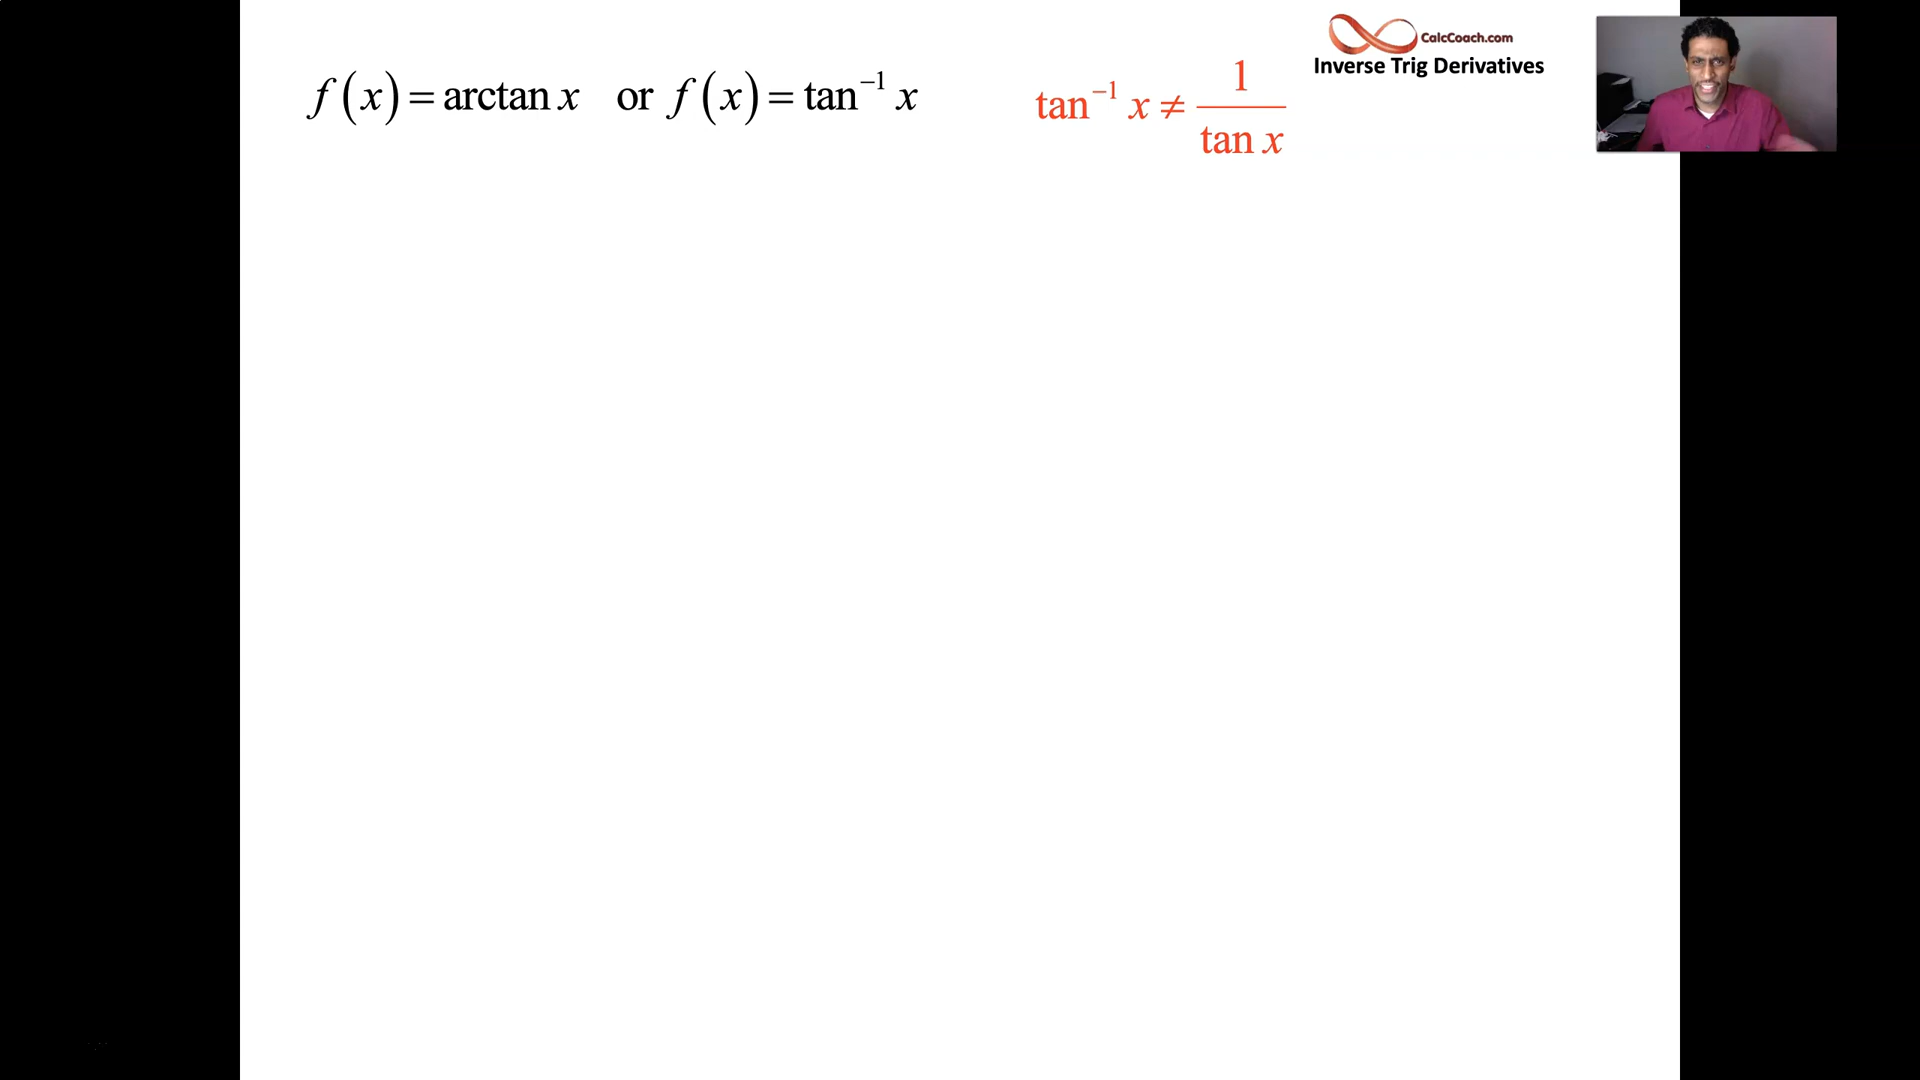 f(x) = arctan x or f(x) = tan⁻¹ x
tan⁻¹ x ≠ 1/tan x
CalcCoach.com
Inverse Trig Derivatives